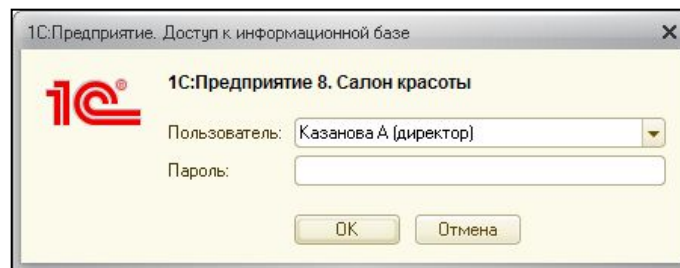 1С:Предприятие. Доступ к информационной базе
1С®
1С:Предприятие 8. Салон красоты
Пользователь: Казанова А (директор)
Пароль:
OK Отмена